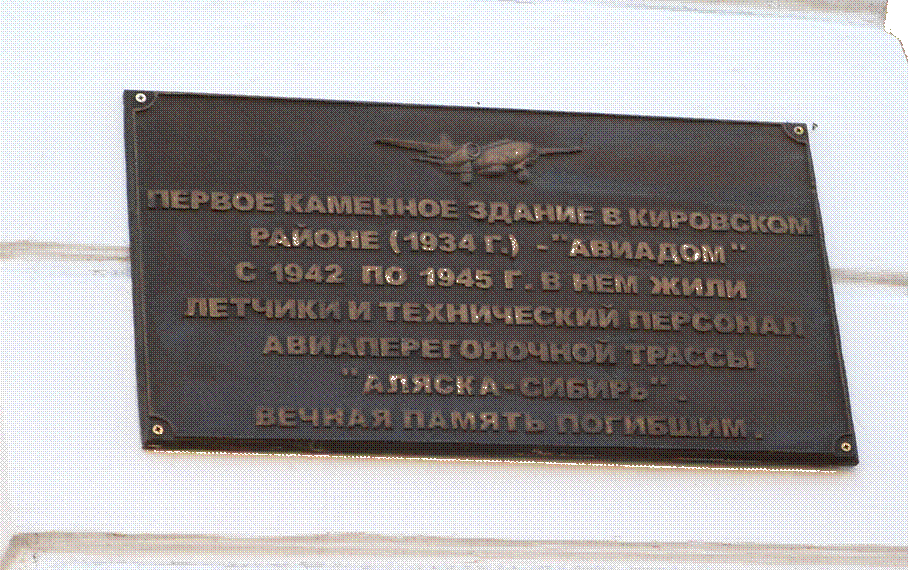 ПЕРВОЕ КАМЕННОЕ ЗДАНИЕ В КИРОВСКОМ
РАЙОНЕ (1934 Г.) - "АВИАДОМ"
С 1942 ПО 1945 Г. В НЕМ ЖИЛИ
ЛЕТЧИКИ И ТЕХНИЧЕСКИЙ ПЕРСОНАЛ
АВИАПЕРЕГОНОЧНОЙ ТРАССЫ
"АЛЯСКА-СИБИРЬ".
ВЕЧНАЯ ПАМЯТЬ ПОГИБШИМ.